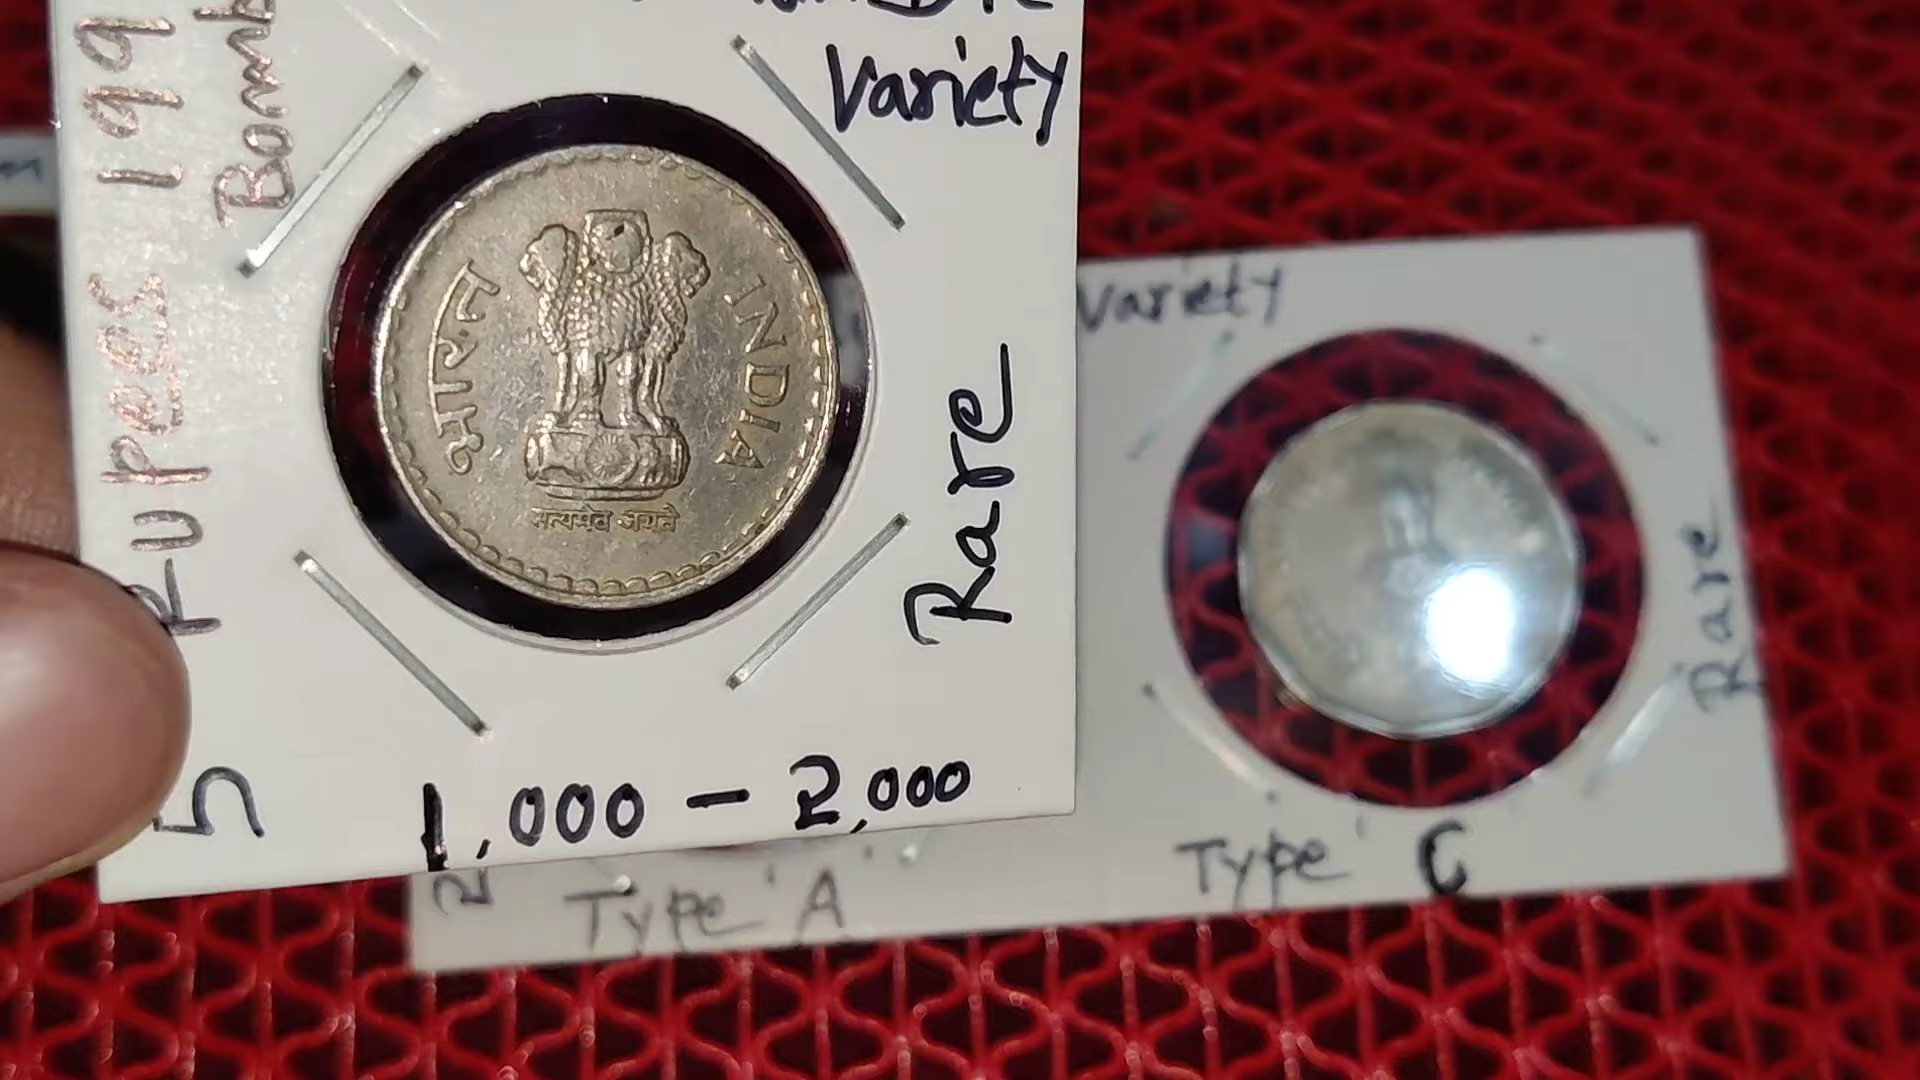 Variety
5 Rupees 199
Bomb
भारत
INDIA
सत्यमेव जयते
Rare
1,000 - 2,000
Variety
Rare
Type 'A'
Type ' C